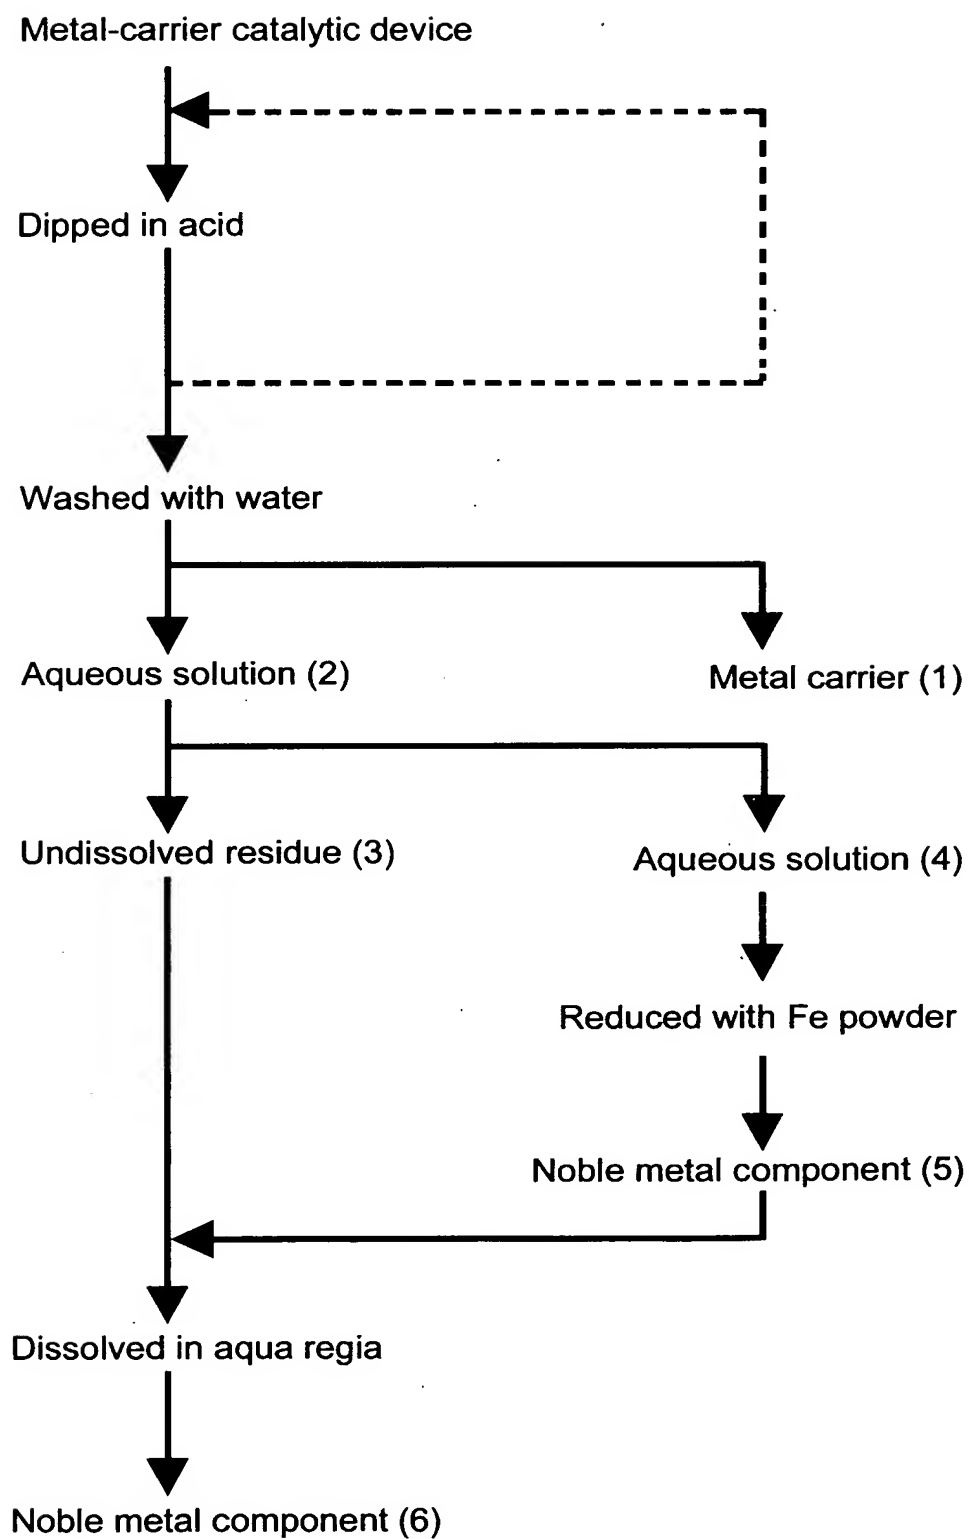 Metal-carrier catalytic device
Dipped in acid
Washed with water
Aqueous solution (2)
Metal carrier (1)
Undissolved residue (3)
Aqueous solution (4)
Reduced with Fe powder
Noble metal component (5)
Dissolved in aqua regia
Noble metal component (6)